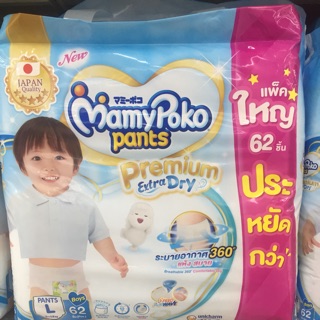 New
JAPAN
Quality
マミーポコ
MamyPoko
pants
Premium
Extra Dry
แพ็ค
ใหญ่
62 ชิ้น
ประ
หยัด
กว่า
ระบายอากาศ 360°
PANTS
L
Boys
62